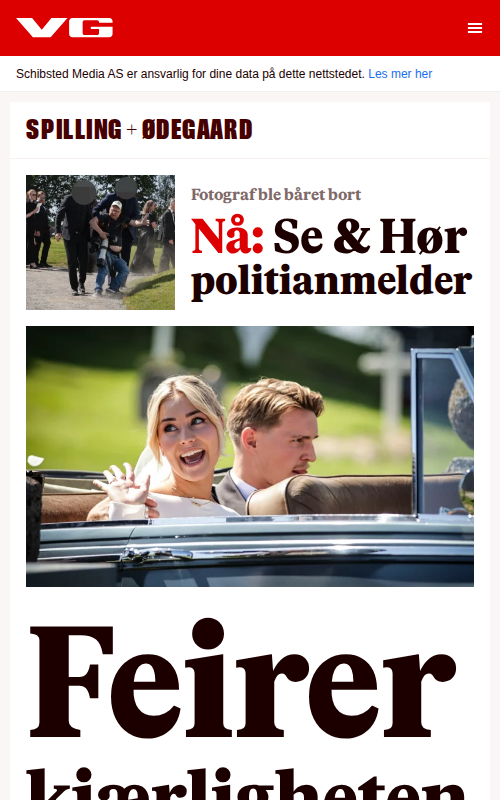 VG
Schibsted Media AS er ansvarlig for dine data på dette nettstedet. Les mer her
SPILLING + ØDEGAARD
Fotograf ble båret bort
Nå: Se & Hør
politianmelder
Feirer
kjærligheten